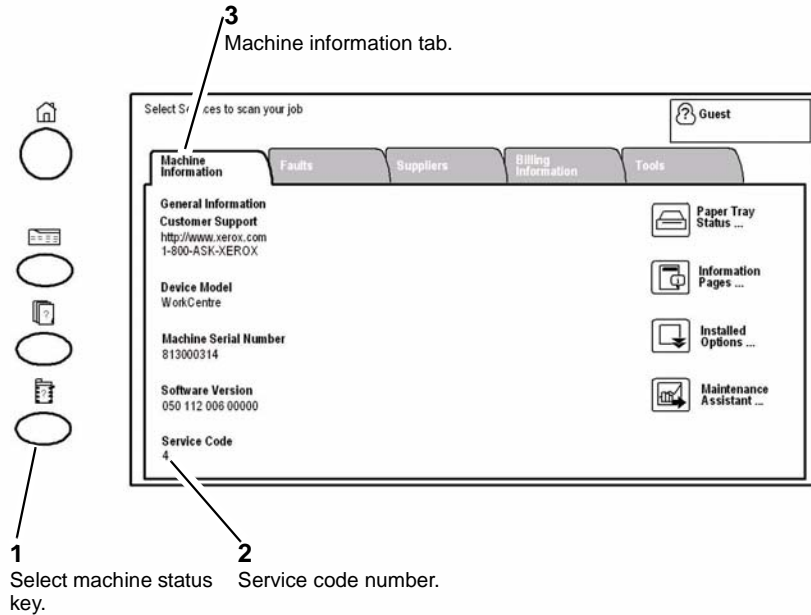 3
Machine information tab.
Select Services to scan your job
Guest
Machine
Information
Faults
Suppliers
Billing
Information
Tools
General Information
Customer Support
http://www.xerox.com
1-800-ASK-XEROX
Device Model
WorkCentre
Machine Serial Number
813000314
Software Version
050 112 006 00000
Service Code
4
Paper Tray
Status ...
Information
Pages ...
Installed
Options ...
Maintenance
Assistant ...
1
Select machine status
key.
2
Service code number.